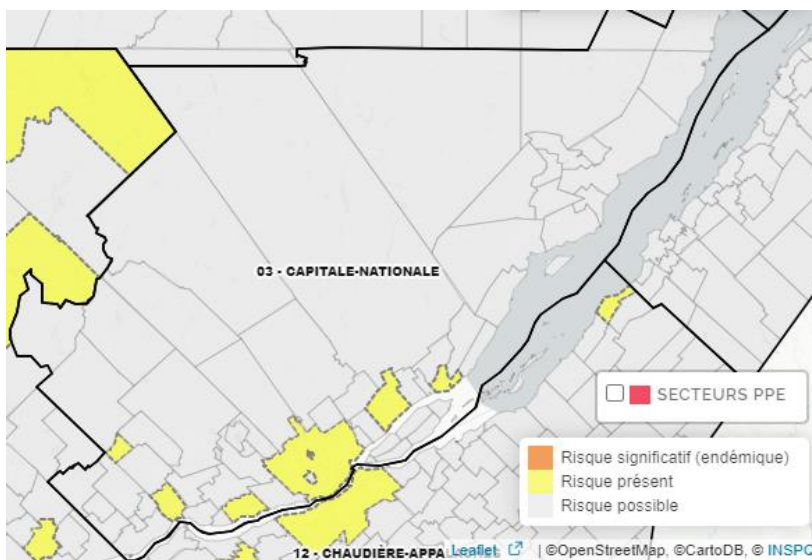 03 - CAPITALE-NATIONALE
SECTEURS PPE
Risque significatif (endémique)
Risque présent
Risque possible
12 - CHAUDIÈRE-APPA
Leaflet | ©OpenStreetMap, ©CartoDB, © INSPQ